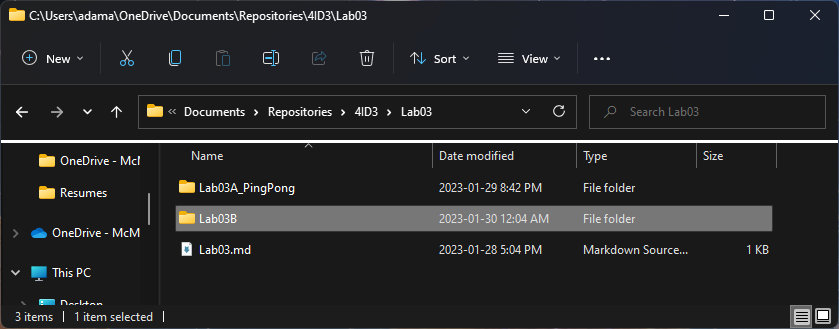 C:\Users\adama\OneDrive\Documents\Repositories\4ID3\Lab03
New Sort View
Documents Repositories 4ID3 Lab03 Search Lab03
Name Date modified Type Size
OneDrive - McM
Resumes
OneDrive - McM
This PC
Desktop
Lab03A_PingPong 2023-01-29 8:42 PM File folder
Lab03B 2023-01-30 12:04 AM File folder
Lab03.md 2023-01-28 5:04 PM Markdown Source... 1 KB
3 items 1 item selected